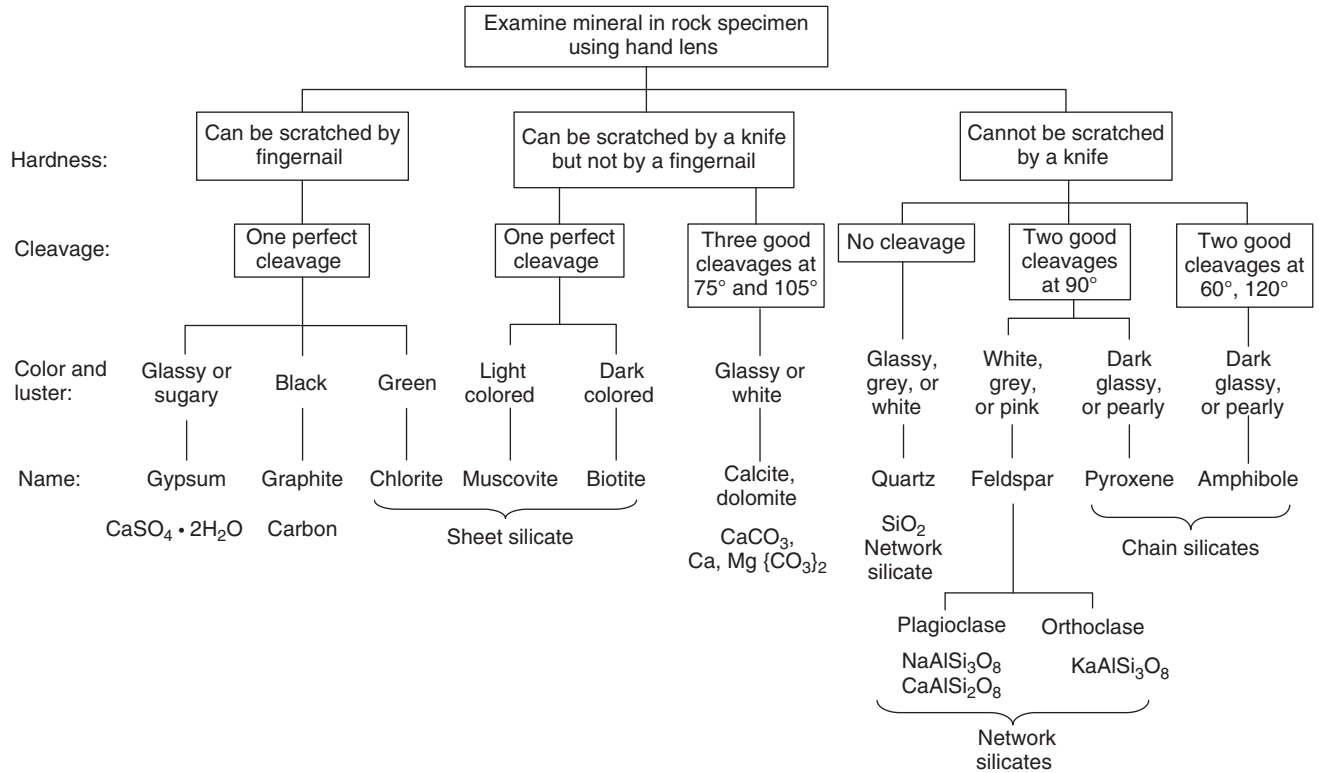 Examine mineral in rock specimen
using hand lens
Hardness:
Can be scratched by
fingernail
Can be scratched by a knife
but not by a fingernail
Cannot be scratched
by a knife
Cleavage:
One perfect
cleavage
One perfect
cleavage
Three good
cleavages at
75° and 105°
No cleavage
Two good
cleavages
at 90°
Two good
cleavages at
60°, 120°
Color and
luster:
Glassy or
sugary
Black
Green
Light
colored
Dark
colored
Glassy or
white
Glassy,
grey, or
white
White,
grey,
or pink
Dark
glassy,
or pearly
Dark
glassy,
or pearly
Name:
Gypsum
Graphite
Chlorite
Muscovite
Biotite
Calcite,
dolomite
Quartz
Feldspar
Pyroxene
Amphibole
CaSO₄ • 2H₂O
Carbon
Sheet silicate
CaCO₃,
Ca, Mg {CO₃}₂
SiO₂
Network
silicate
Chain silicates
Plagioclase
NaAlSi₃O₈
CaAlSi₂O₈
Orthoclase
KaAlSi₃O₈
Network
silicates